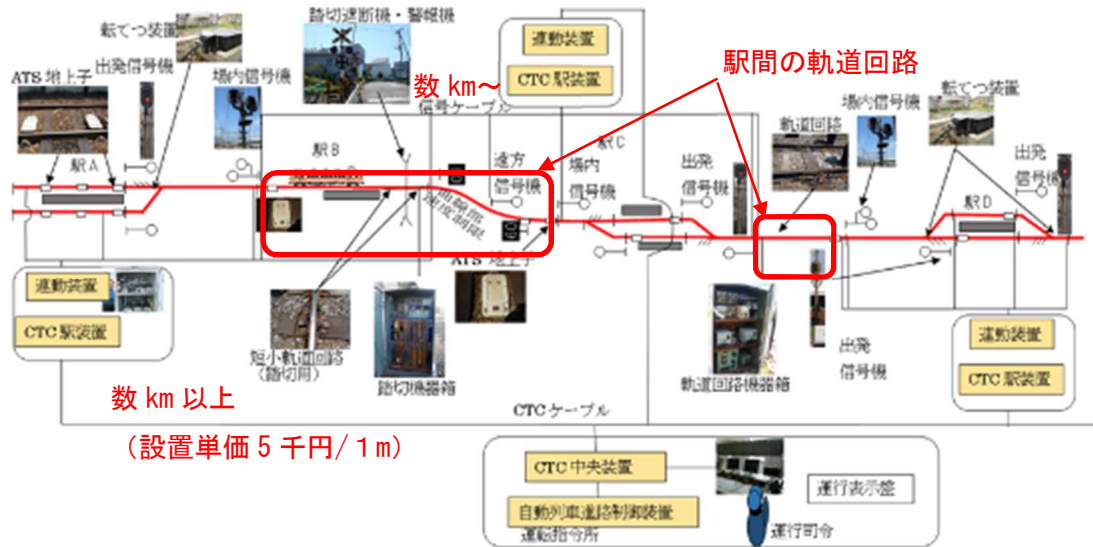 踏切遮断機・警報機
転てつ装置
出発信号機
ATS 地上子
場内信号機
連動装置
CTC 駅装置
数 km～
信号ケーブル
駅間の軌道回路
場内信号機
転てつ装置
軌道回路
駅 A
駅 B
遠方
信号機
場内
信号機
駅 C
出発
信号機
出発
信号機
駅 D
曲線部
速度制限
60
ATS 地上子
連動装置
CTC 駅装置
短小軌道回路
(踏切用)
踏切機器箱
軌道回路機器箱
出発
信号機
連動装置
CTC 駅装置
数 km 以上
（設置単価 5 千円/１m）
CTC ケーブル
CTC 中央装置
自動列車進路制御装置
運転指令所
運行表示盤
運行司令